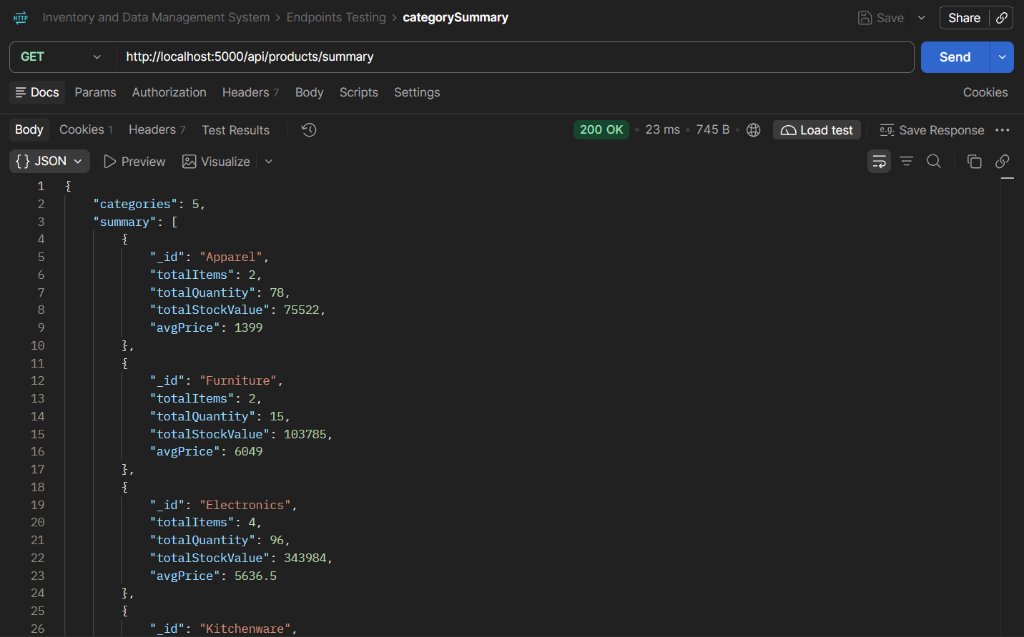 HTTP Inventory and Data Management System > Endpoints Testing > categorySummary Save Share
GET http://localhost:5000/api/products/summary Send
Docs Params Authorization Headers 7 Body Scripts Settings Cookies
Body Cookies 1 Headers 7 Test Results 200 OK • 23 ms • 745 B • Load test e.g. Save Response •••
{} JSON Preview Visualize
1 {
2 "categories": 5,
3 "summary": [
4 {
5 "_id": "Apparel",
6 "totalItems": 2,
7 "totalQuantity": 78,
8 "totalStockValue": 75522,
9 "avgPrice": 1399
10 },
11 {
12 "_id": "Furniture",
13 "totalItems": 2,
14 "totalQuantity": 15,
15 "totalStockValue": 103785,
16 "avgPrice": 6049
17 },
18 {
19 "_id": "Electronics",
20 "totalItems": 4,
21 "totalQuantity": 96,
22 "totalStockValue": 343984,
23 "avgPrice": 5636.5
24 },
25 {
26 "_id": "Kitchenware",